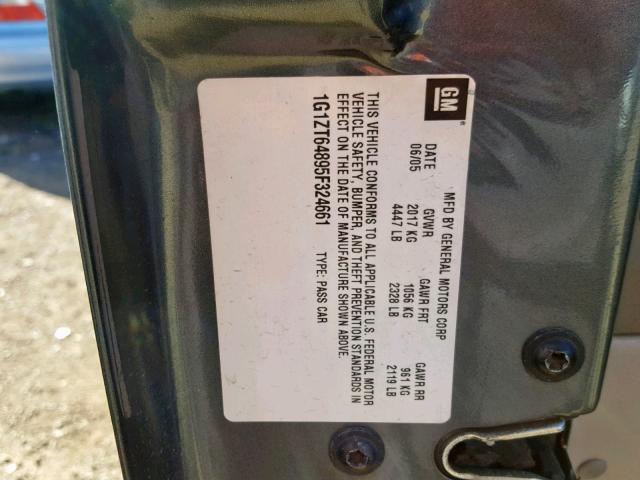 GM
®
MFD BY GENERAL MOTORS CORP
DATE GVWR GAWR FRT GAWR RR
06/05 2017 KG 1056 KG 961 KG
4447 LB 2328 LB 2119 LB
THIS VEHICLE CONFORMS TO ALL APPLICABLE U.S. FEDERAL MOTOR
VEHICLE SAFETY, BUMPER, AND THEFT PREVENTION STANDARDS IN
EFFECT ON THE DATE OF MANUFACTURE SHOWN ABOVE.
1G1ZT64895F324661 TYPE: PASS CAR